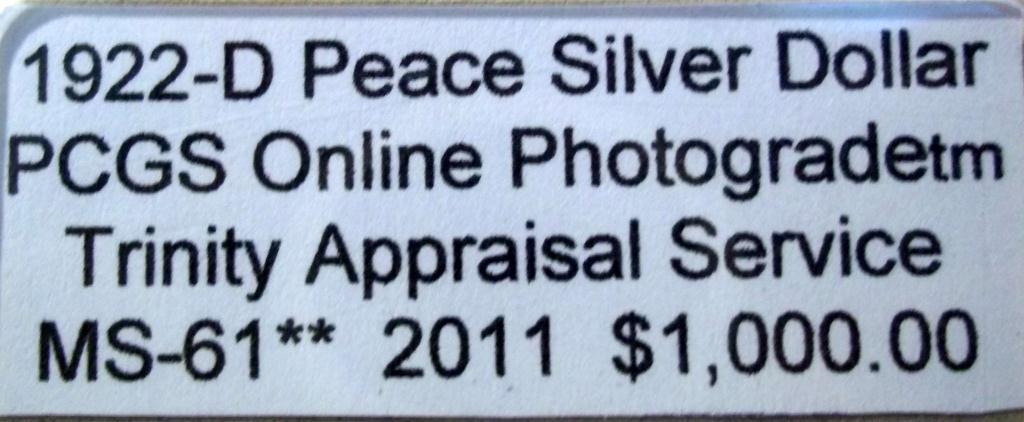 1922-D Peace Silver Dollar
PCGS Online Photogradetm
Trinity Appraisal Service
MS-61** 2011 $1,000.00